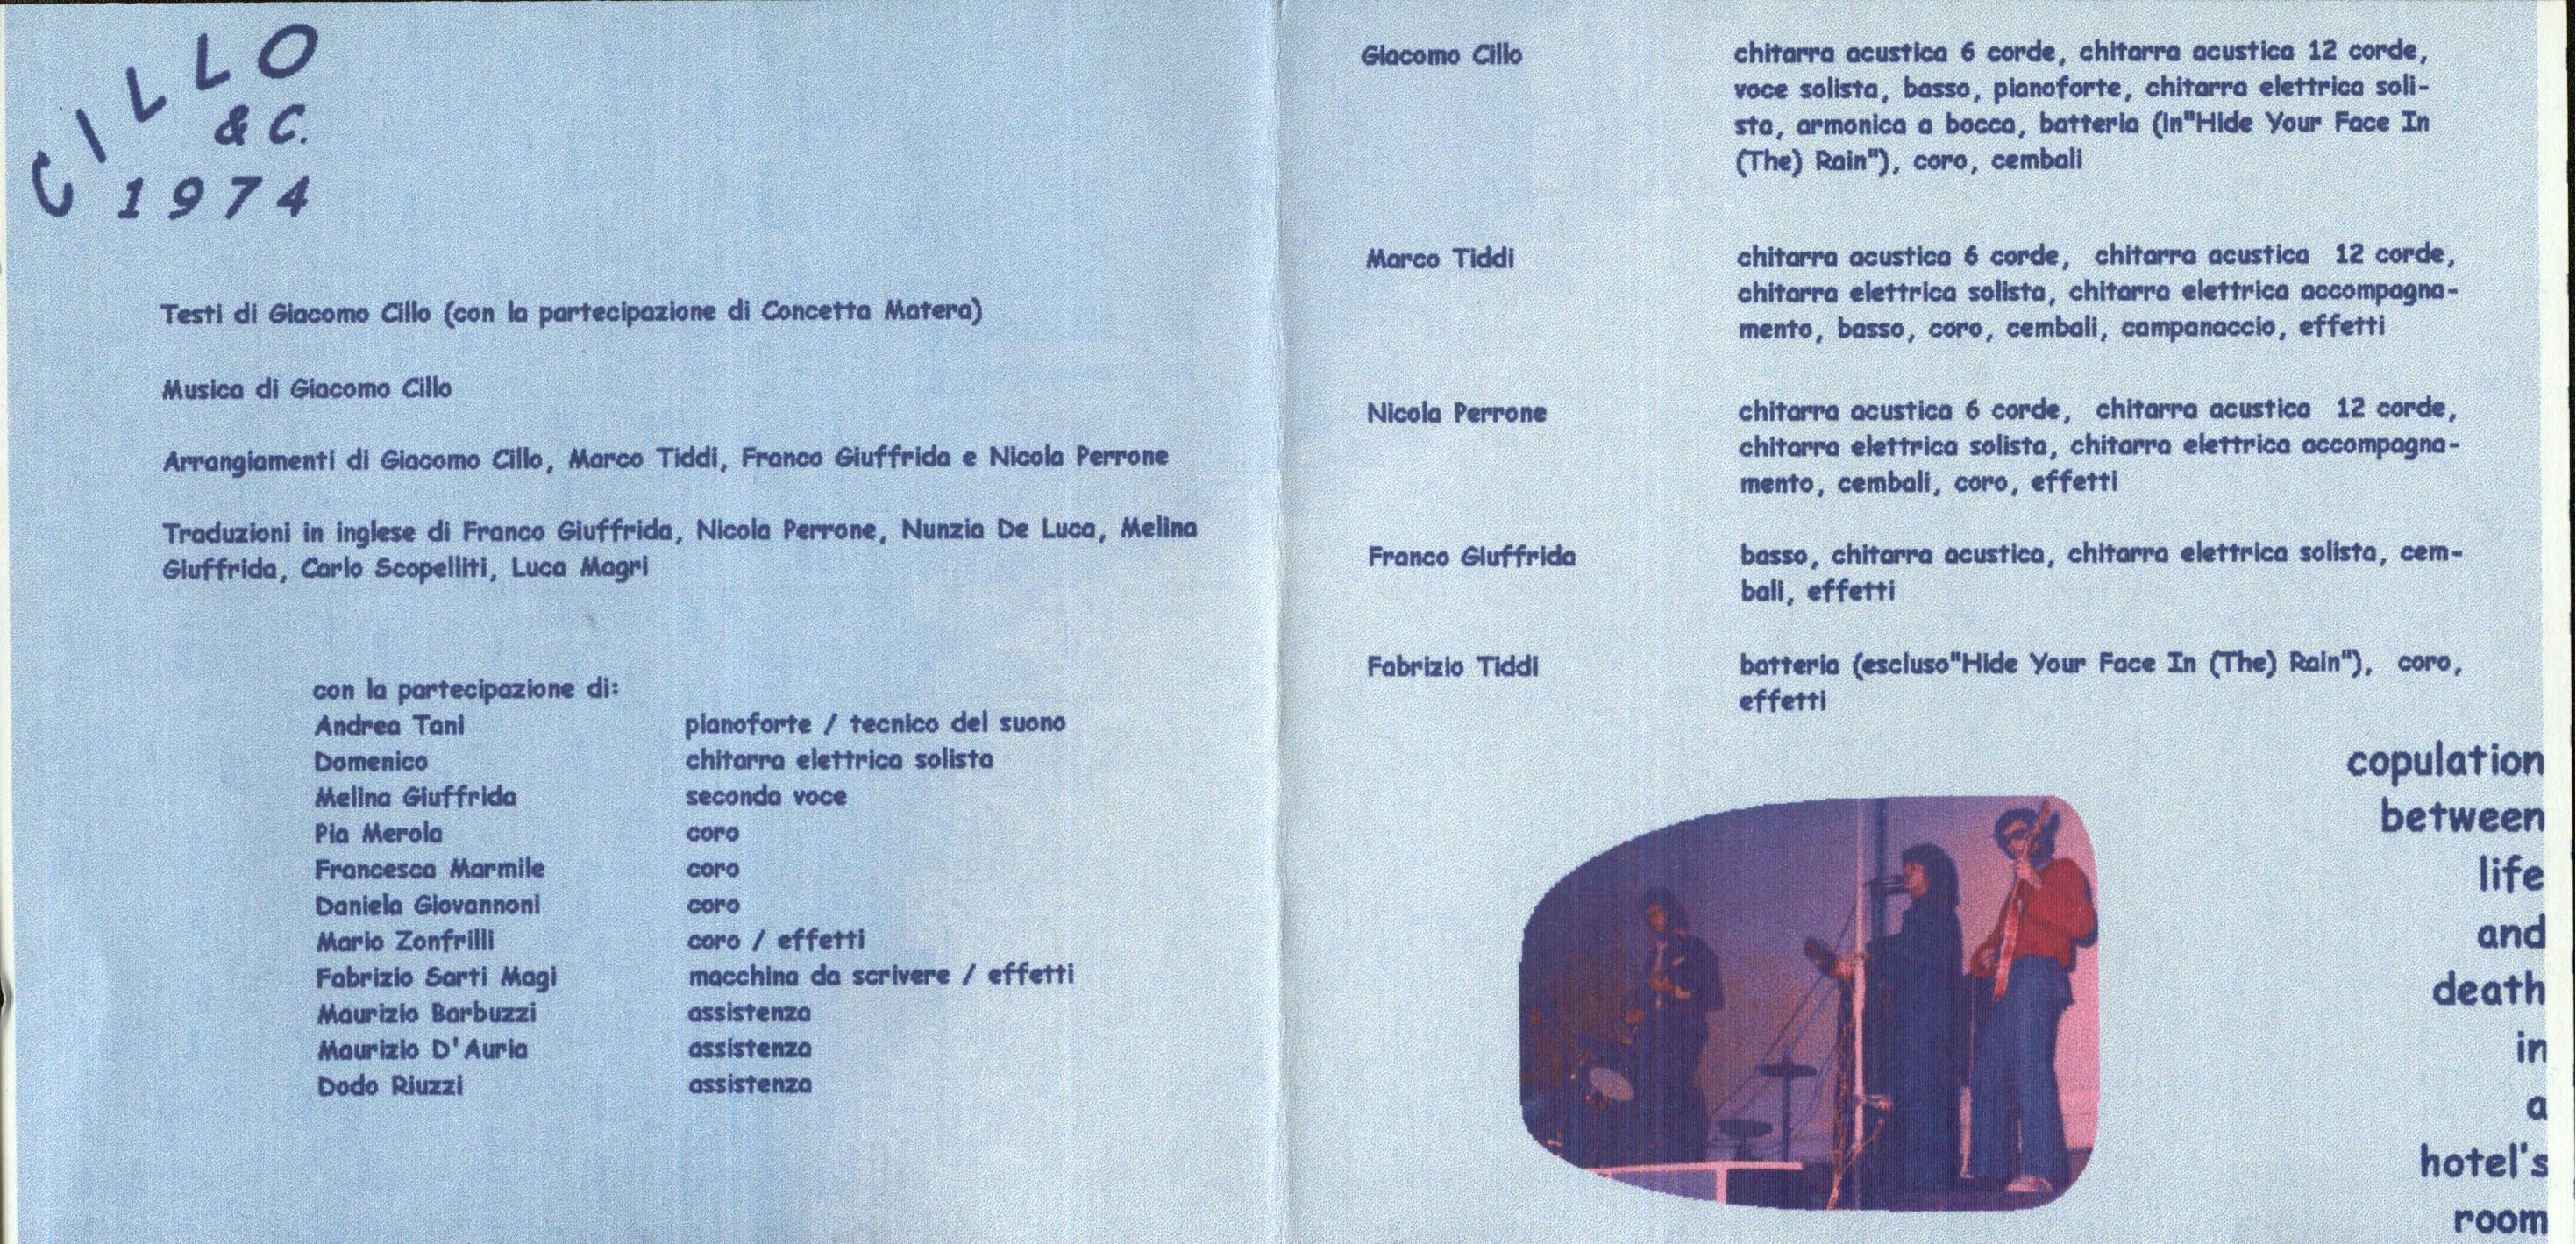 CILLO
& C.
1974
Testi di Giacomo Cillo (con la partecipazione di Concetta Matera)
Musica di Giacomo Cillo
Arrangiamenti di Giacomo Cillo, Marco Tiddi, Franco Giuffrida e Nicola Perrone
Traduzioni in inglese di Franco Giuffrida, Nicola Perrone, Nunzia De Luca, Melina
Giuffrida, Carlo Scopelliti, Luca Magri
con la partecipazione di:
Andrea Tani pianoforte / tecnico del suono
Domenico chitarra elettrica solista
Melina Giuffrida seconda voce
Pia Merola coro
Francesca Marmile coro
Daniela Giovannoni coro
Mario Zonfrilli coro / effetti
Fabrizio Sarti Magi macchina da scrivere / effetti
Maurizio Barbuzzi assistenza
Maurizio D'Auria assistenza
Dodo Riuzzi assistenza
Giacomo Cillo chitarra acustica 6 corde, chitarra acustica 12 corde,
voce solista, basso, pianoforte, chitarra elettrica soli-
sta, armonica a bocca, batteria (in"Hide Your Face In
(The) Rain"), coro, cembali
Marco Tiddi chitarra acustica 6 corde, chitarra acustica 12 corde,
chitarra elettrica solista, chitarra elettrica accompagna-
mento, basso, coro, cembali, campanaccio, effetti
Nicola Perrone chitarra acustica 6 corde, chitarra acustica 12 corde,
chitarra elettrica solista, chitarra elettrica accompagna-
mento, cembali, coro, effetti
Franco Giuffrida basso, chitarra acustica, chitarra elettrica solista, cem-
bali, effetti
Fabrizio Tiddi batteria (escluso"Hide Your Face In (The) Rain"), coro,
effetti
copulation
between
life
and
death
in
a
hotel's
room